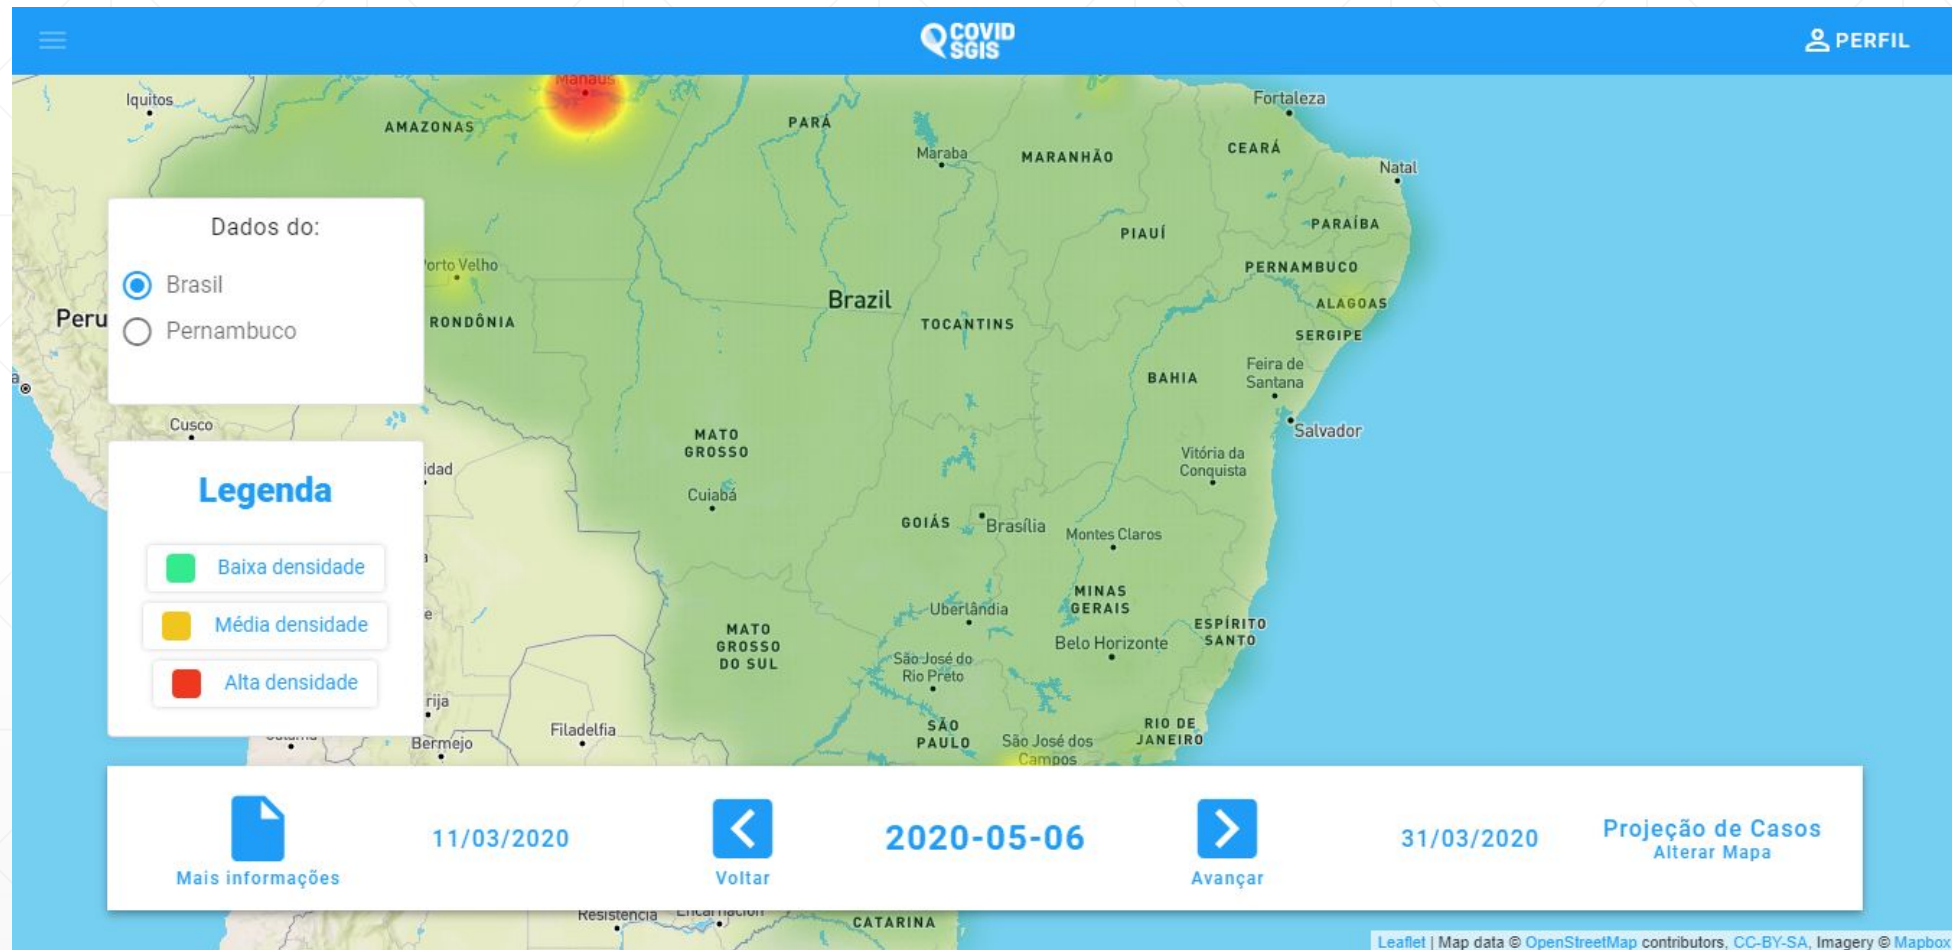 COVID
SGIS
PERFIL
Manaus
Iquitos
AMAZONAS
PARÁ
Maraba
MARANHÃO
Fortaleza
CEARÁ
Natal
PARAÍBA
PIAUÍ
PERNAMBUCO
ALAGOAS
SERGIPE
Dados do:
Brasil
Pernambuco
Peru
orto Velho
RONDÔNIA
Brazil
TOCANTINS
BAHIA
Feira de
Santana
Salvador
Cusco
idad
MATO
GROSSO
Cuiabá
Vitória da
Conquista
GOIÁS
Brasília
Montes Claros
Legenda
Baixa densidade
Média densidade
Alta densidade
MINAS
GERAIS
Uberlândia
Belo Horizonte
ESPÍRITO
SANTO
MATO
GROSSO
DO SUL
São José do
Rio Preto
rija
Bermejo
Filadelfia
SÃO
PAULO
São José dos
Campos
RIO DE
JANEIRO
Mais informações
11/03/2020
Voltar
2020-05-06
Avançar
31/03/2020
Projeção de Casos
Alterar Mapa
Resistencia
Encarnación
CATARINA
Leaflet | Map data © OpenStreetMap contributors, CC-BY-SA, Imagery © Mapbox